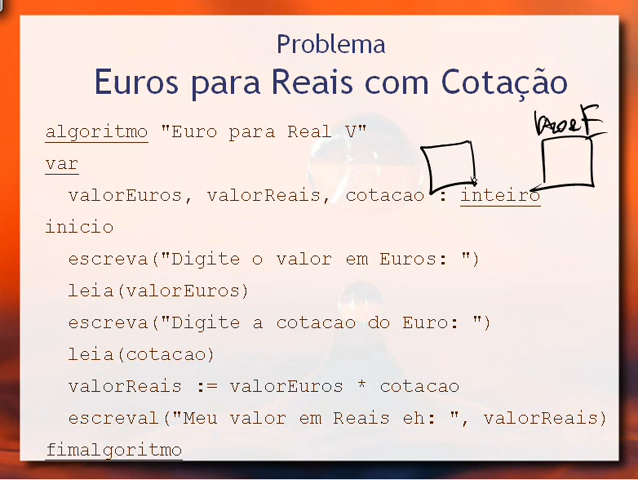 Problema
Euros para Reais com Cotação
algoritmo "Euro para Real V"
var
valorEuros, valorReais, cotacao : inteiro
inicio
escreva("Digite o valor em Euros: ")
leia(valorEuros)
escreva("Digite a cotacao do Euro: ")
leia(cotacao)
valorReais := valorEuros * cotacao
escreval("Meu valor em Reais eh: ", valorReais)
fimalgoritmo